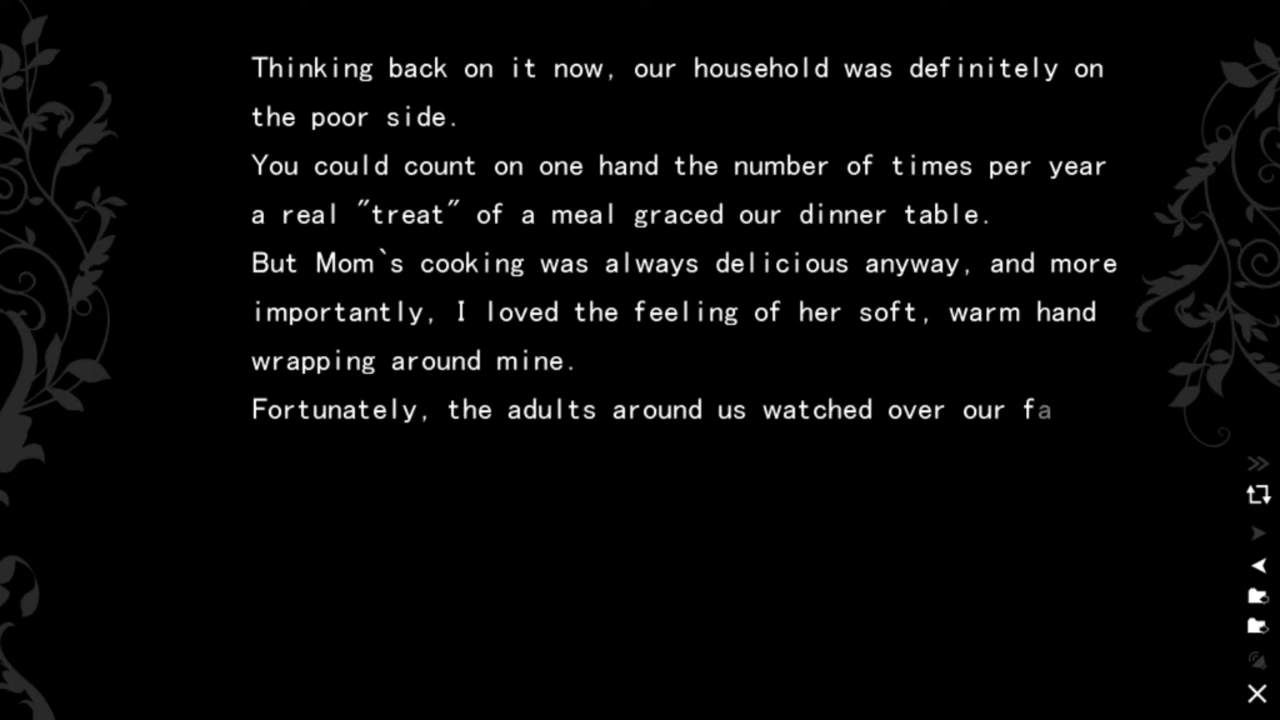 Thinking back on it now, our household was definitely on
the poor side.
You could count on one hand the number of times per year
a real "treat" of a meal graced our dinner table.
But Mom`s cooking was always delicious anyway, and more
importantly, I loved the feeling of her soft, warm hand
wrapping around mine.
Fortunately, the adults around us watched over our fa